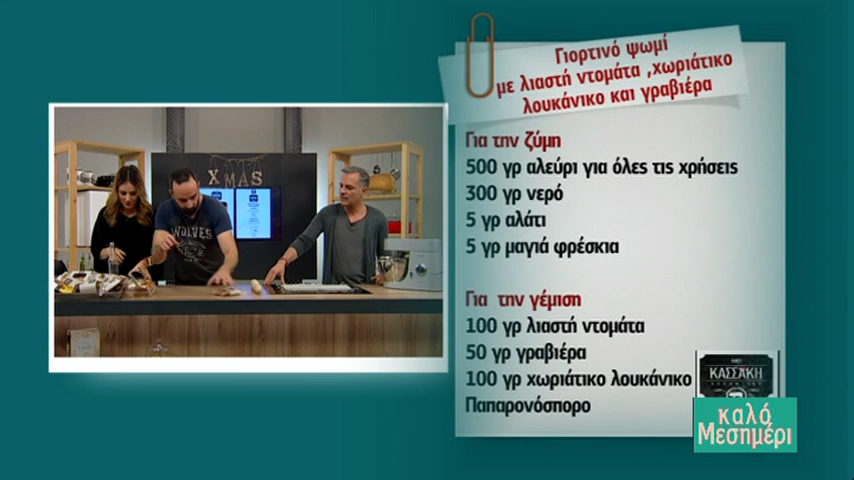 Γιορτινό ψωμί
με λιαστή ντομάτα ,χωριάτικο
λουκάνικο και γραβιέρα
Για την ζύμη
500 γρ αλεύρι για όλες τις χρήσεις
300 γρ νερό
5 γρ αλάτι
5 γρ μαγιά φρέσκια
Για την γέμιση
100 γρ λιαστή ντομάτα
50 γρ γραβιέρα
100 γρ χωριάτικο λουκάνικο
Παπαρονόσπορο
XMAS
WOLVES
ΚΑΣΣΑΚΗ
καλό
Μεσημέρι